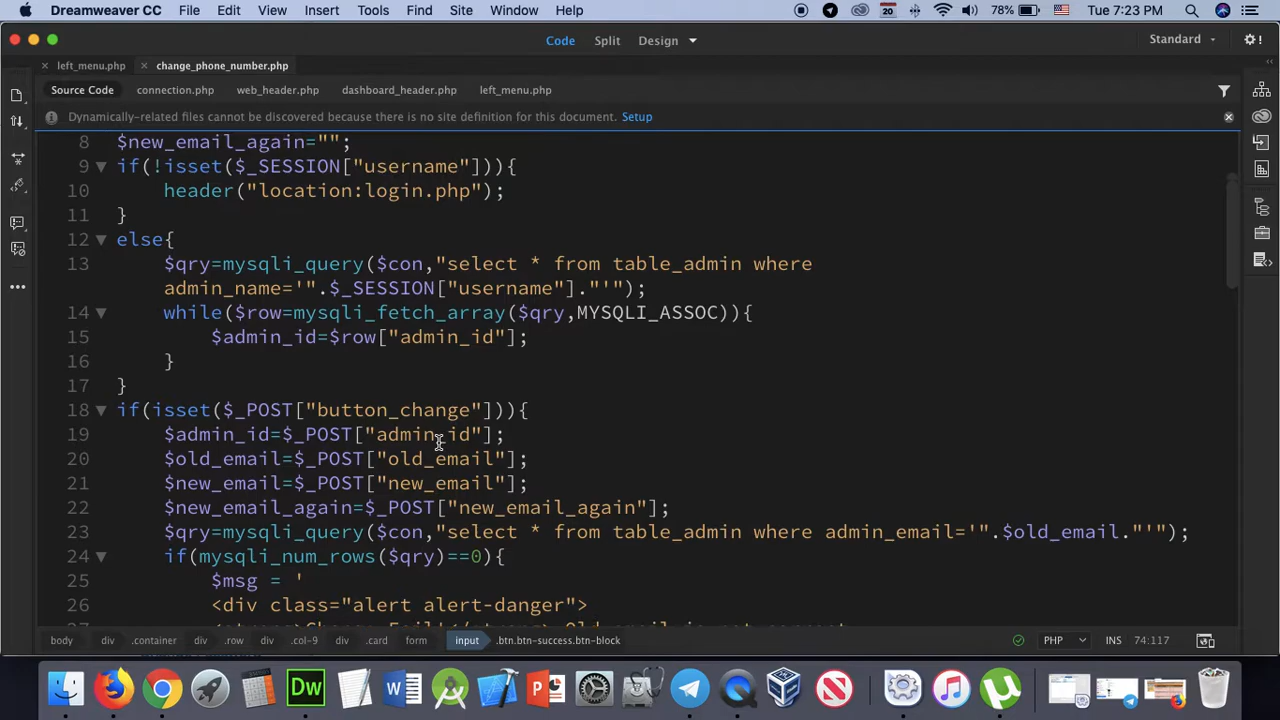 Dreamweaver CC File Edit View Insert Tools Find Site Window Help 20 78% Tue 7:23 PM
Code Split Design Standard
× left_menu.php × change_phone_number.php
Source Code connection.php web_header.php dashboard_header.php left_menu.php
Dynamically-related files cannot be discovered because there is no site definition for this document. Setup
8 $new_email_again="";
9 if(!isset($_SESSION["username"])){
10 header("location:login.php");
11 }
12 else{
13 $qry=mysqli_query($con,"select * from table_admin where
admin_name='".$_SESSION["username"]."'");
14 while($row=mysqli_fetch_array($qry,MYSQLI_ASSOC)){
15 $admin_id=$row["admin_id"];
16 }
17 }
18 if(isset($_POST["button_change"])){
19 $admin_id=$_POST["admin_id"];
20 $old_email=$_POST["old_email"];
21 $new_email=$_POST["new_email"];
22 $new_email_again=$_POST["new_email_again"];
23 $qry=mysqli_query($con,"select * from table_admin where admin_email='".$old_email."'");
24 if(mysqli_num_rows($qry)==0){
25 $msg = '
26 <div class="alert alert-danger">
body div .container div .row div .col-9 div .card form input .btn.btn-success.btn-block PHP INS 74:117
Dw